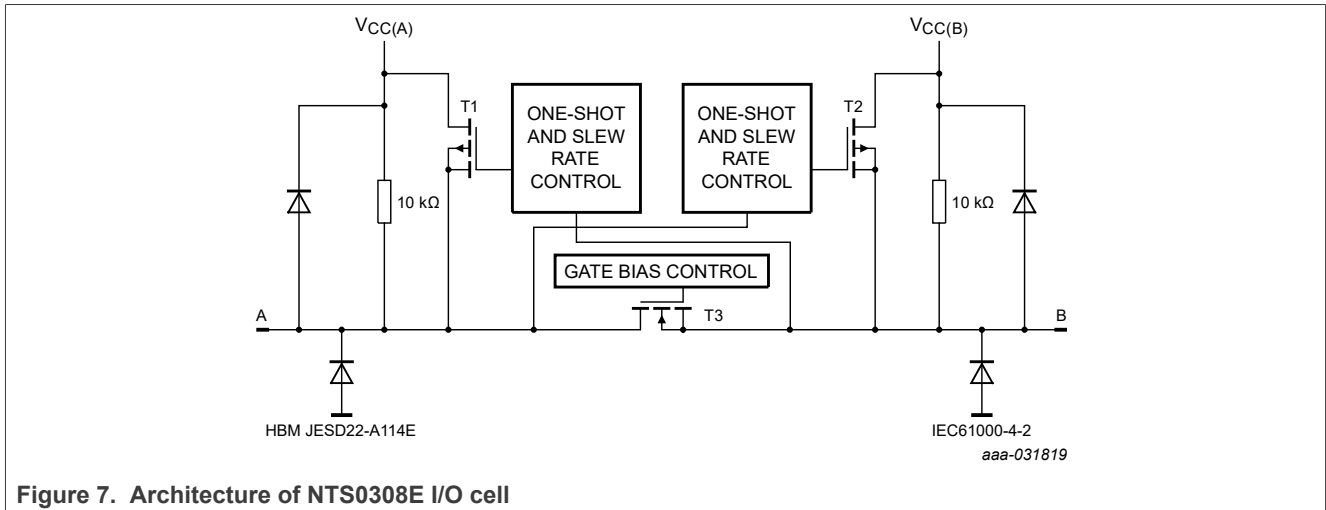 VCC(A)
VCC(B)
T1
ONE-SHOT
AND SLEW
RATE
CONTROL
ONE-SHOT
AND SLEW
RATE
CONTROL
T2
10 kΩ
10 kΩ
GATE BIAS CONTROL
A
T3
B
HBM JESD22-A114E
IEC61000-4-2
aaa-031819
Figure 7. Architecture of NTS0308E I/O cell